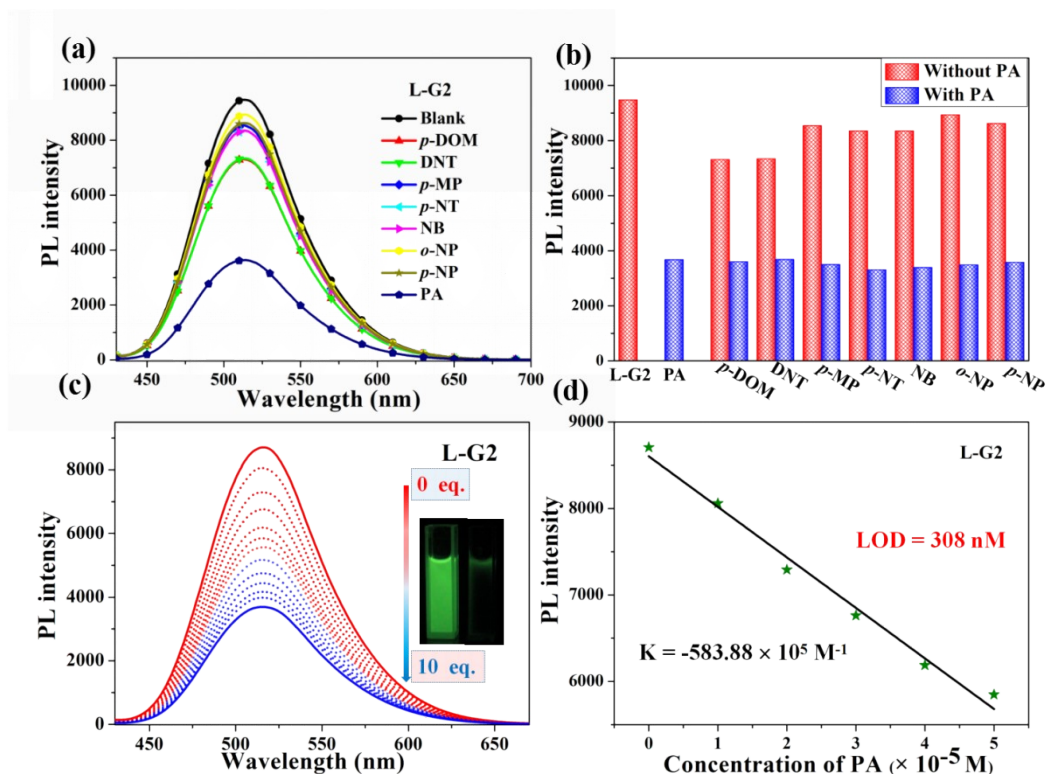 (a)
L-G2
Blank
p-DOM
DNT
p-MP
p-NT
NB
o-NP
p-NP
PA
PL intensity
10000
8000
6000
4000
2000
0
450 500 550 600 650 700
Wavelength (nm)
(b)
Without PA
With PA
PL intensity
10000
8000
6000
4000
2000
0
L-G2 PA p-DOM DNT p-MP p-NT NB o-NP p-NP
(c)
L-G2
0 eq.
10 eq.
PL intensity
8000
6000
4000
2000
0
450 500 550 600 650
Wavelength (nm)
(d)
L-G2
LOD = 308 nM
K = -583.88 × 10⁵ M⁻¹
PL intensity
9000
8000
7000
6000
0 1 2 3 4 5
Concentration of PA (× 10⁻⁵ M)